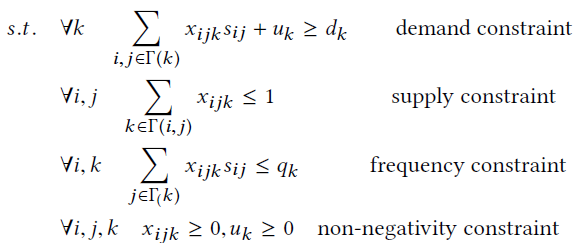 s.t. ∀k ∑_{i,j∈Γ(k)} x_{ijk} s_{ij} + u_k ≥ d_k demand constraint
∀i, j ∑_{k∈Γ(i,j)} x_{ijk} ≤ 1 supply constraint
∀i, k ∑_{j∈Γ(k)} x_{ijk} s_{ij} ≤ q_k frequency constraint
∀i, j, k x_{ijk} ≥ 0, u_k ≥ 0 non-negativity constraint